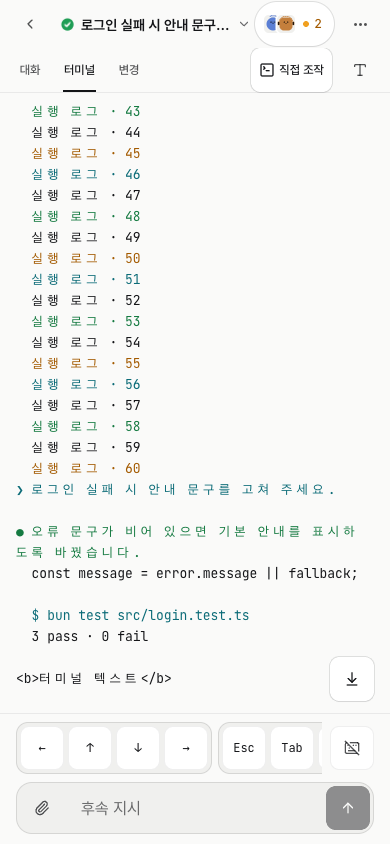 로그인 실패 시 안내 문구...
2
대화 터미널 변경
직접 조작
실행 로그 · 43
실행 로그 · 44
실행 로그 · 45
실행 로그 · 46
실행 로그 · 47
실행 로그 · 48
실행 로그 · 49
실행 로그 · 50
실행 로그 · 51
실행 로그 · 52
실행 로그 · 53
실행 로그 · 54
실행 로그 · 55
실행 로그 · 56
실행 로그 · 57
실행 로그 · 58
실행 로그 · 59
실행 로그 · 60
❯ 로그인 실패 시 안내 문구를 고쳐 주세요.
● 오류 문구가 비어 있으면 기본 안내를 표시하
도록 바꿨습니다.
const message = error.message || fallback;
$ bun test src/login.test.ts
3 pass · 0 fail
<b>터미널 텍스트</b>
← ↑ ↓ → Esc Tab
후속 지시